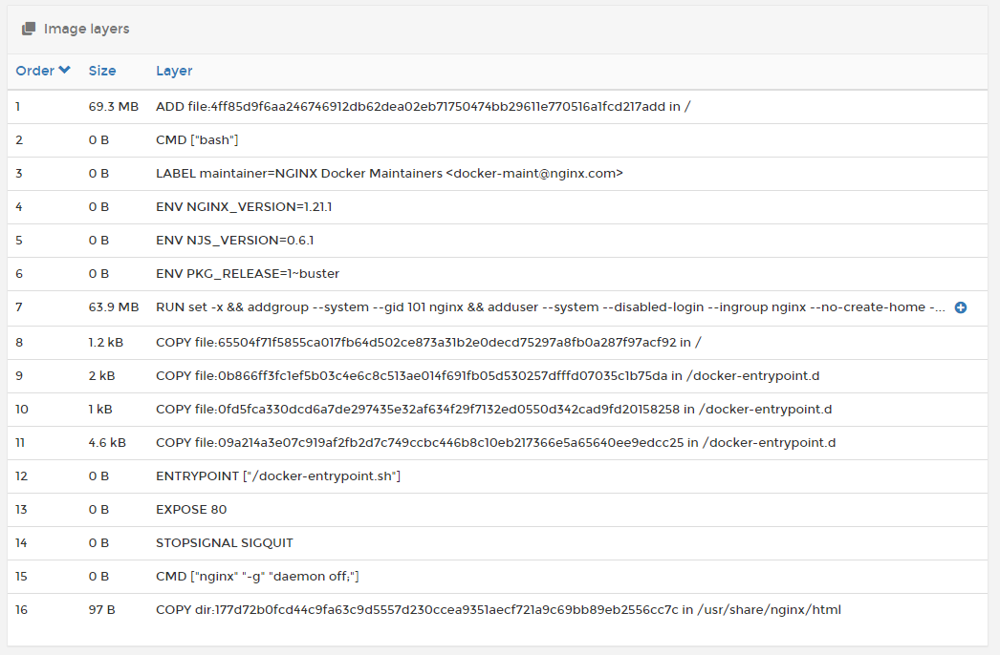 Image layers
Order Size Layer
1 69.3 MB ADD file:4ff85d9f6aa246746912db62dea02eb71750474bb29611e770516a1fcd217add in /
2 0 B CMD ["bash"]
3 0 B LABEL maintainer=NGINX Docker Maintainers <docker-maint@nginx.com>
4 0 B ENV NGINX_VERSION=1.21.1
5 0 B ENV NJS_VERSION=0.6.1
6 0 B ENV PKG_RELEASE=1~buster
7 63.9 MB RUN set -x && addgroup --system --gid 101 nginx && adduser --system --disabled-login --ingroup nginx --no-create-home -...
8 1.2 kB COPY file:65504f71f5855ca017fb64d502ce873a31b2e0decd75297a8fb0a287f97acf92 in /
9 2 kB COPY file:0b866ff3fc1ef5b03c4e6c8c513ae014f691fb05d530257dfffd07035c1b75da in /docker-entrypoint.d
10 1 kB COPY file:0fd5fca330dcd6a7de297435e32af634f29f7132ed0550d342cad9fd20158258 in /docker-entrypoint.d
11 4.6 kB COPY file:09a214a3e07c919af2fb2d7c749ccbc446b8c10eb217366e5a65640ee9edcc25 in /docker-entrypoint.d
12 0 B ENTRYPOINT ["/docker-entrypoint.sh"]
13 0 B EXPOSE 80
14 0 B STOPSIGNAL SIGQUIT
15 0 B CMD ["nginx" "-g" "daemon off;"]
16 97 B COPY dir:177d72b0fcd44c9fa63c9d5557d230ccea9351aecf721a9c69bb89eb2556cc7c in /usr/share/nginx/html